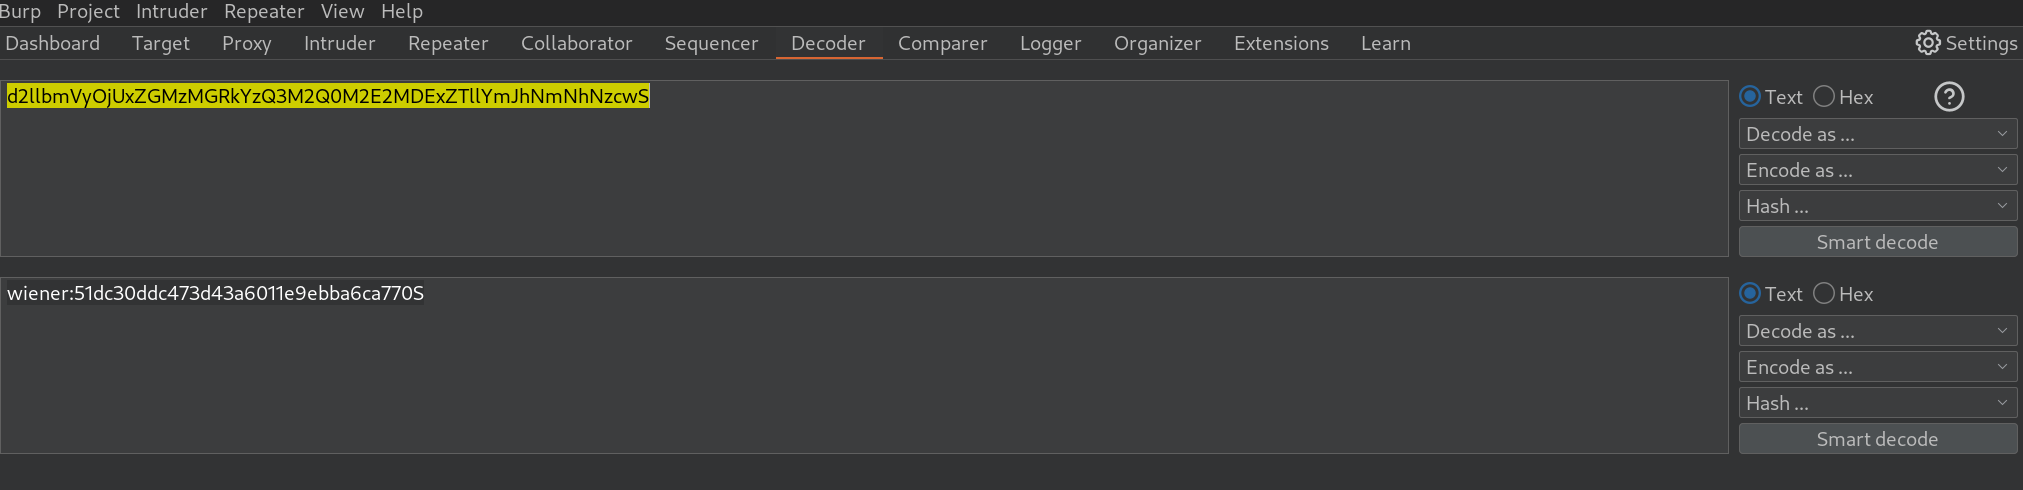 Burp Project Intruder Repeater View Help
Dashboard Target Proxy Intruder Repeater Collaborator Sequencer Decoder Comparer Logger Organizer Extensions Learn Settings
d2llbmVyOjUxZGMzMGRkYzQ3M2Q0M2E2MDExZTllYmJhNmNhNzcwS
Text Hex ?
Decode as ...
Encode as ...
Hash ...
Smart decode
wiener:51dc30ddc473d43a6011e9ebba6ca770S
Text Hex
Decode as ...
Encode as ...
Hash ...
Smart decode